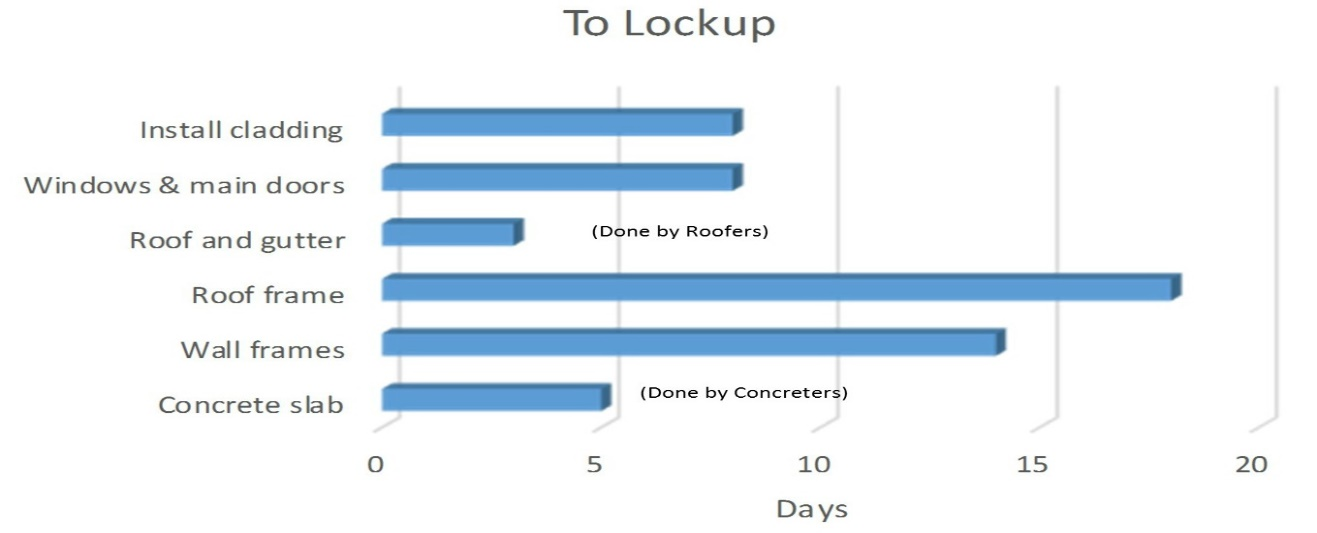 To Lockup
Install cladding
Windows & main doors
Roof and gutter
(Done by Roofers)
Roof frame
Wall frames
Concrete slab
(Done by Concreters)
0 5 10 15 20
Days